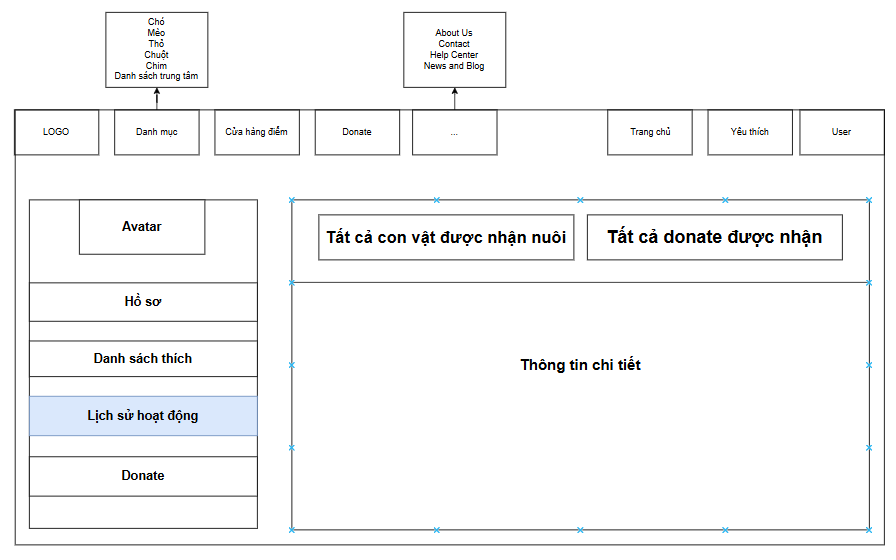 Chó
Mèo
Thỏ
Chuột
Chim
Danh sách trung tâm
About Us
Contact
Help Center
News and Blog
LOGO
Danh mục
Cửa hàng điểm
Donate
...
Trang chủ
Yêu thích
User
Avatar
Hồ sơ
Danh sách thích
Lịch sử hoạt động
Donate
Tất cả con vật được nhận nuôi
Tất cả donate được nhận
Thông tin chi tiết